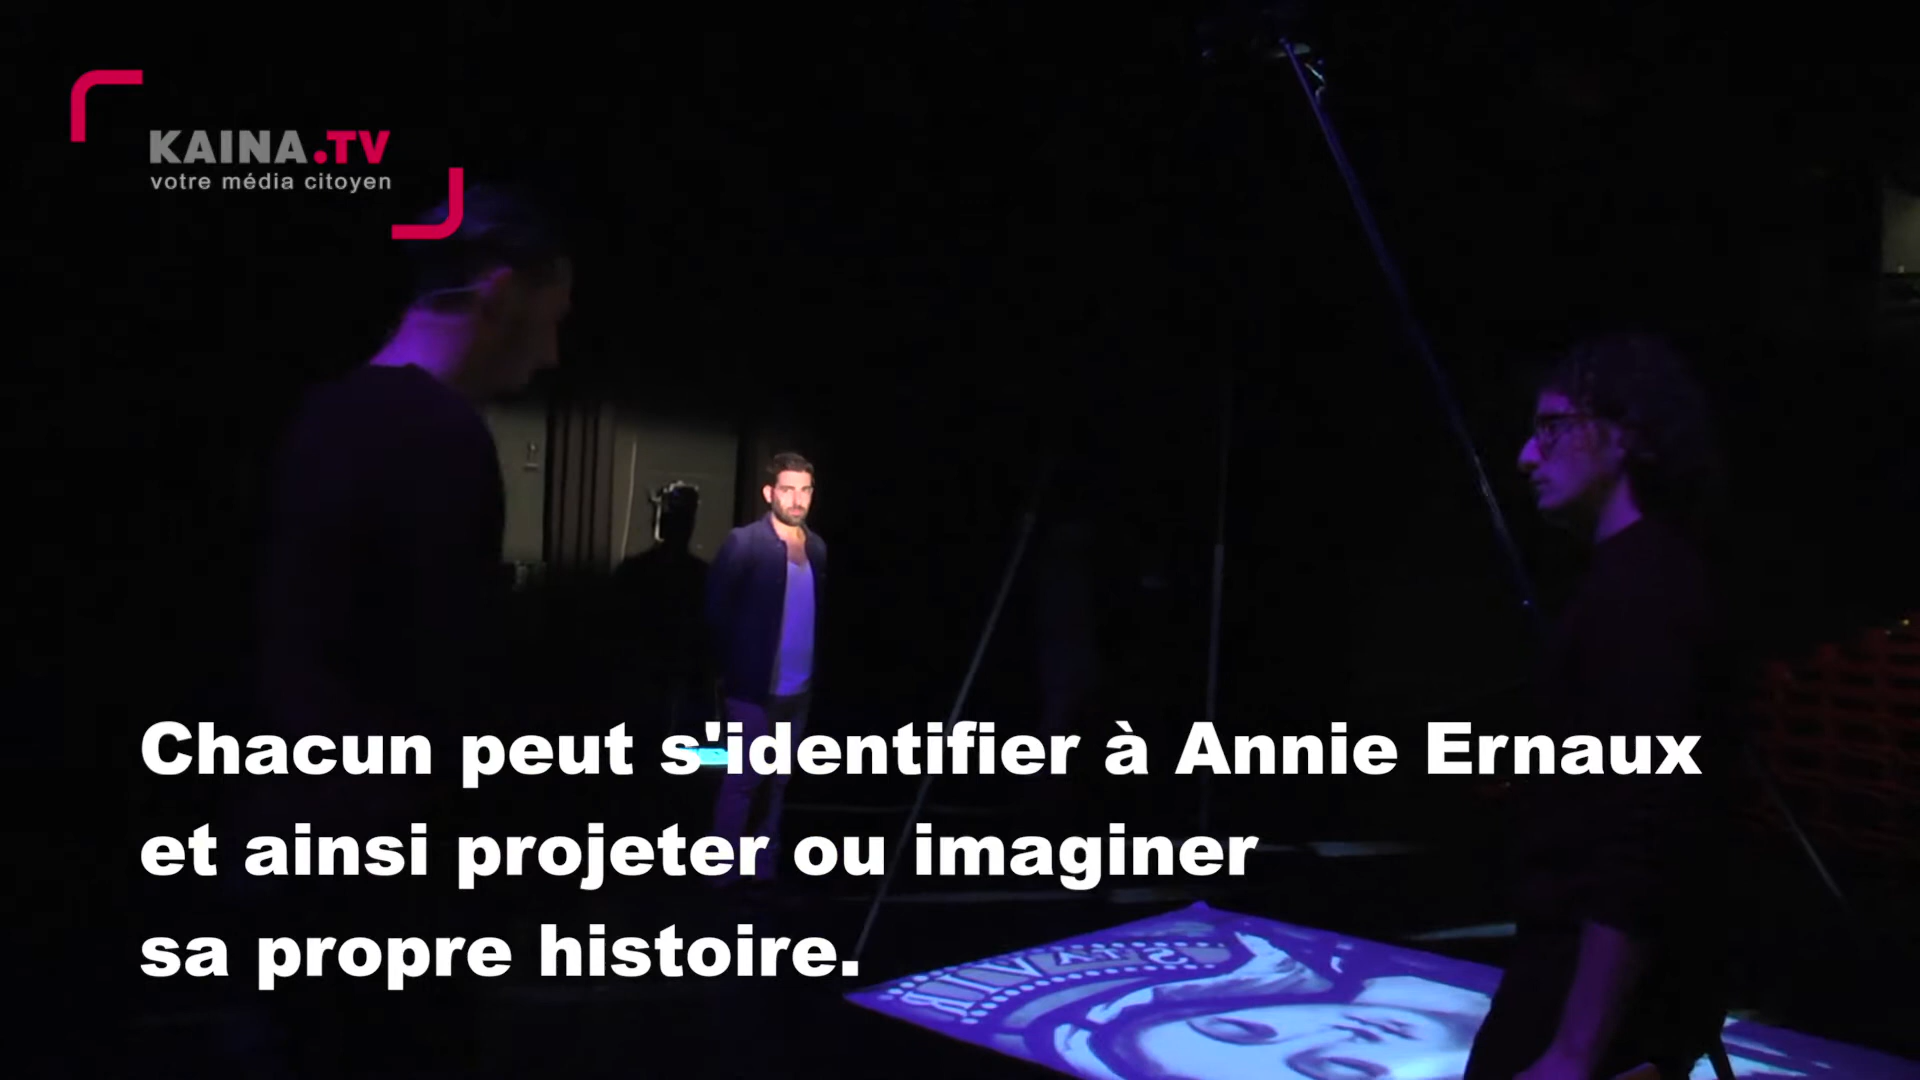 KAINA.TV
votre média citoyen
Chacun peut s'identifier à Annie Ernaux
et ainsi projeter ou imaginer
sa propre histoire.